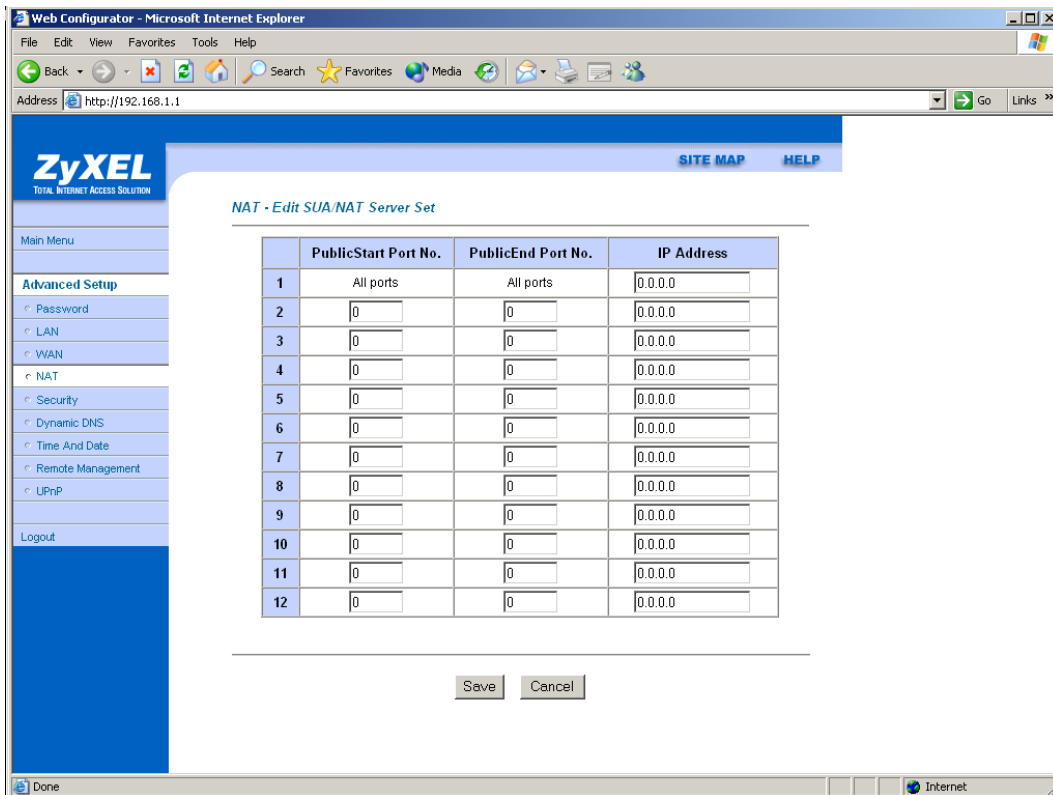 Web Configurator - Microsoft Internet Explorer
File Edit View Favorites Tools Help
Back Search Favorites Media
Address http://192.168.1.1 Go Links »
ZyXEL
TOTAL INTERNET ACCESS SOLUTION
SITE MAP HELP
Main Menu
Advanced Setup
Password
LAN
WAN
NAT
Security
Dynamic DNS
Time And Date
Remote Management
UPnP
Logout
NAT - Edit SUA/NAT Server Set
PublicStart Port No. PublicEnd Port No. IP Address
1 All ports All ports 0.0.0.0
2 0 0 0.0.0.0
3 0 0 0.0.0.0
4 0 0 0.0.0.0
5 0 0 0.0.0.0
6 0 0 0.0.0.0
7 0 0 0.0.0.0
8 0 0 0.0.0.0
9 0 0 0.0.0.0
10 0 0 0.0.0.0
11 0 0 0.0.0.0
12 0 0 0.0.0.0
Save Cancel
Done Internet